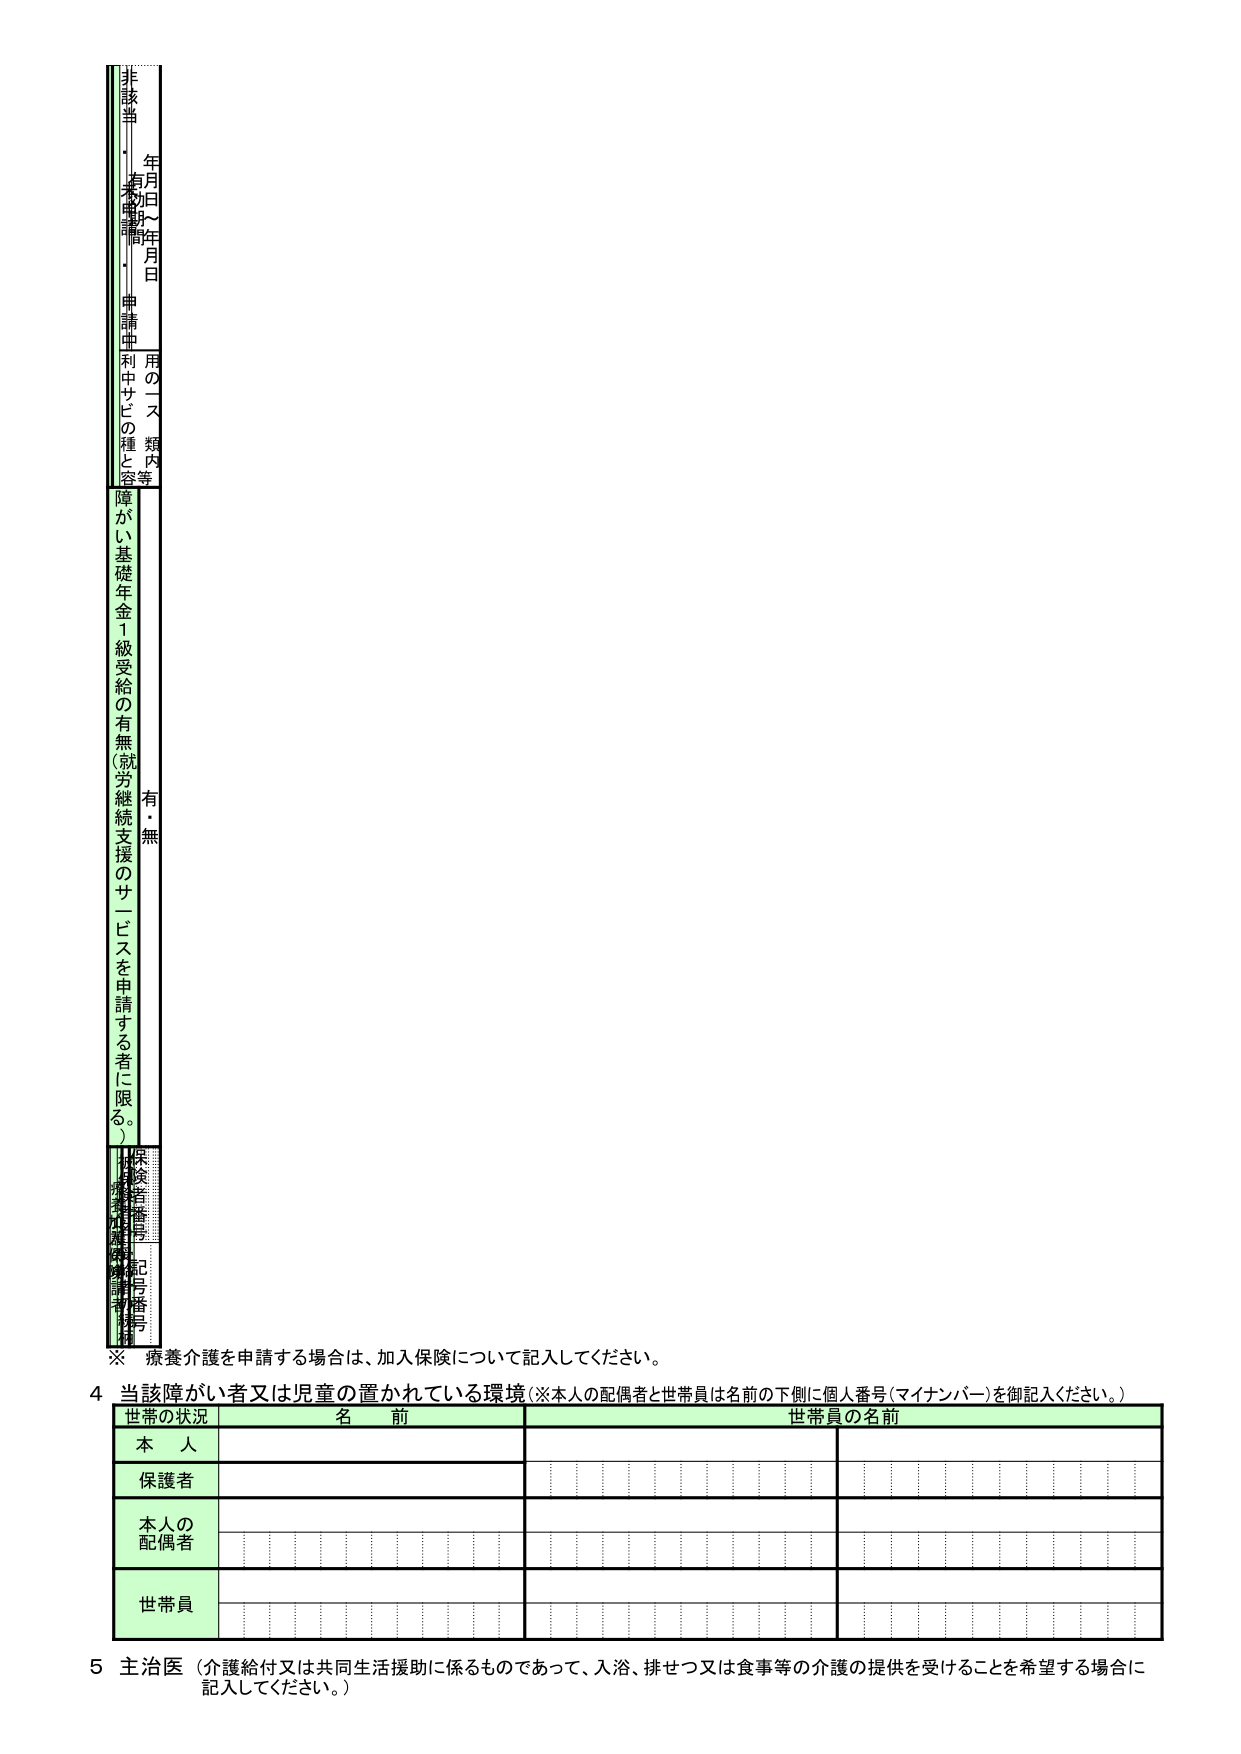 非該当・未申請・申請中
有効期間
年月日～年月日
利用中のサービスの種類と内容等
障がい基礎年金1級受給の有無（就労継続支援のサービスを申請する者に限る。）
有・無
保険者番号
記号番号
※　療養介護を申請する場合は、加入保険について記入してください。
４　当該障がい者又は児童の置かれている環境（※本人の配偶者と世帯員は名前の下側に個人番号（マイナンバー）を御記入ください。）
世帯の状況　名　　前　世帯員の名前
本　人
保護者
本人の
配偶者
世帯員
５　主治医（介護給付又は共同生活援助に係るものであって、入浴、排せつ又は食事等の介護の提供を受けることを希望する場合に
記入してください。）